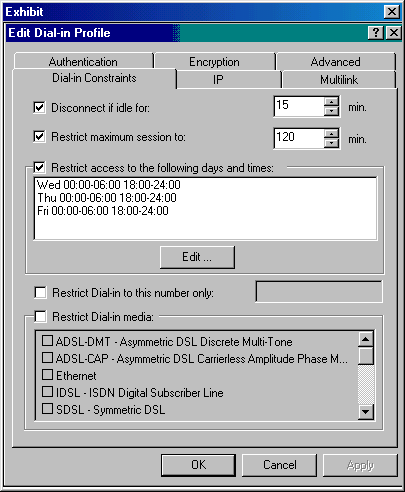 Exhibit
Edit Dial-in Profile
Authentication Encryption Advanced
Dial-in Constraints IP Multilink
Disconnect if idle for: 15 min.
Restrict maximum session to: 120 min.
Restrict access to the following days and times:
Wed 00:00-06:00 18:00-24:00
Thu 00:00-06:00 18:00-24:00
Fri 00:00-06:00 18:00-24:00
Edit ...
Restrict Dial-in to this number only:
Restrict Dial-in media:
ADSL-DMT - Asymmetric DSL Discrete Multi-Tone
ADSL-CAP - Asymmetric DSL Carrierless Amplitude Phase M...
Ethernet
IDSL - ISDN Digital Subscriber Line
SDSL - Symmetric DSL
OK Cancel Apply